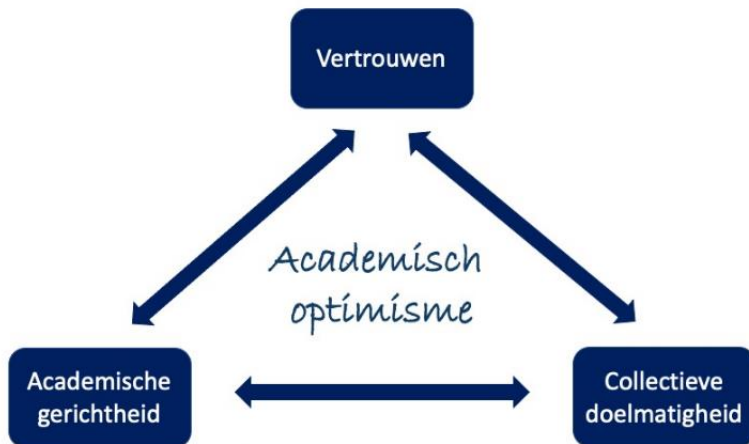 Vertrouwen
Academisch
optimisme
Academische
gerichtheid
Collectieve
doelmatigheid